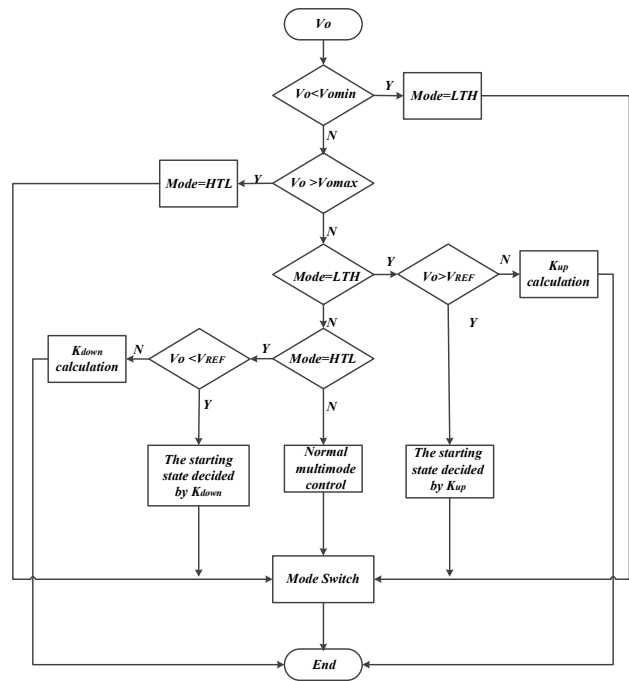 Vo
Vo<Vomin
Y
Mode=LTH
N
Mode=HTL
Y
Vo >Vomax
N
Mode=LTH
Y
Vo>VREF
N
Kup
calculation
N
Y
Kdown
calculation
N
Vo <VREF
Y
Mode=HTL
Y
N
The starting
state decided
by Kdown
Normal
multimode
control
The starting
state decided
by Kup
Mode Switch
End